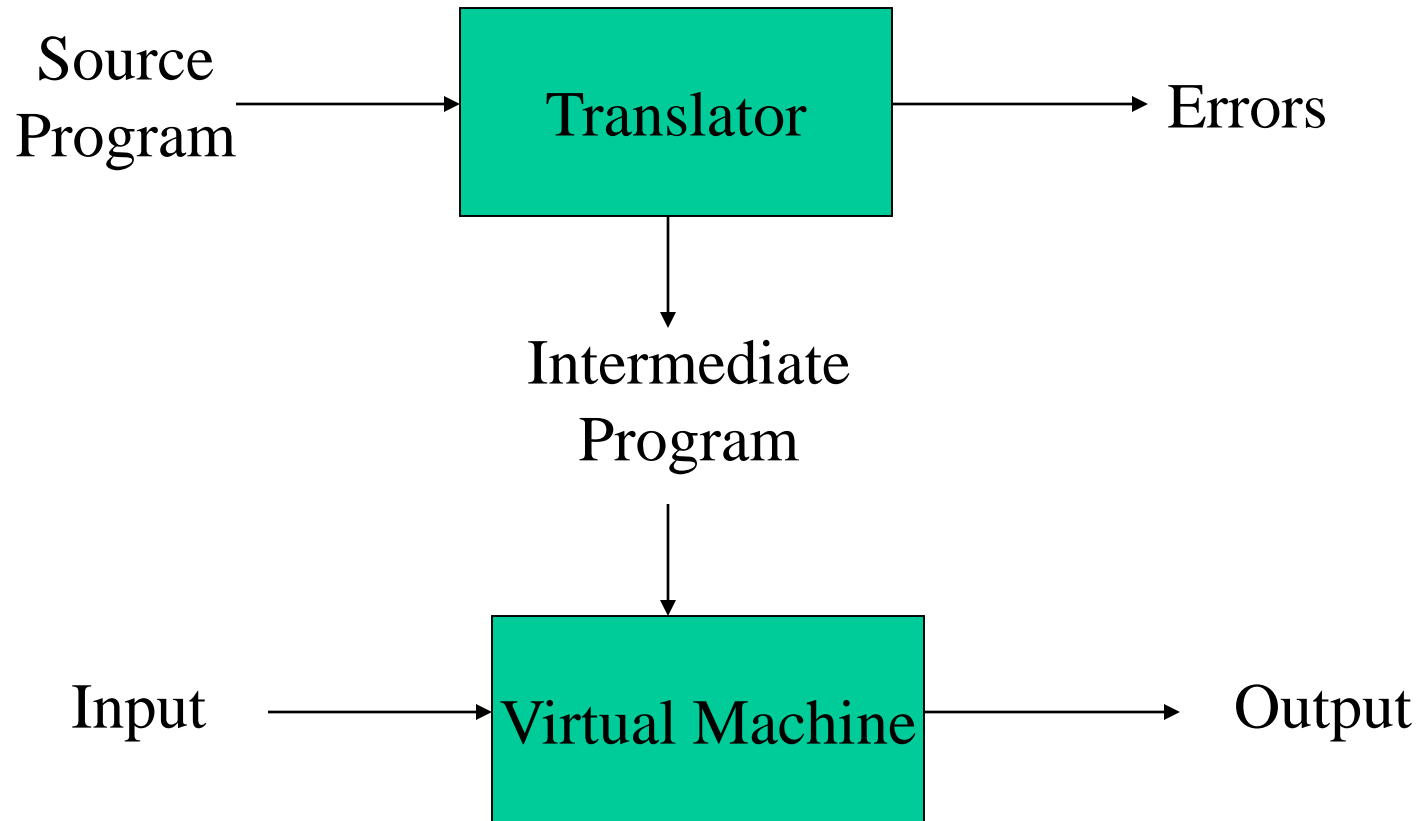 Source
Program
Translator
Errors
Intermediate
Program
Input
Virtual Machine
Output